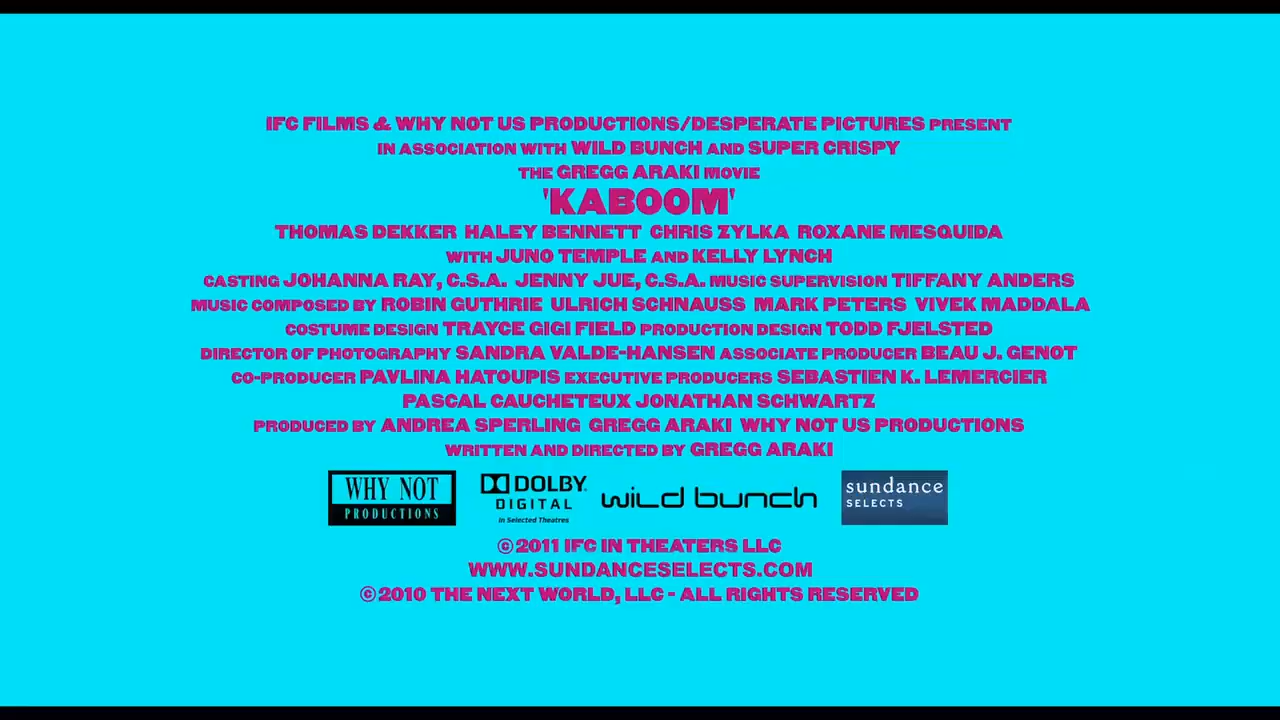 IFC FILMS & WHY NOT US PRODUCTIONS/DESPERATE PICTURES PRESENT
IN ASSOCIATION WITH WILD BUNCH AND SUPER CRISPY
THE GREGG ARAKI MOVIE
'KABOOM'
THOMAS DEKKER HALEY BENNETT CHRIS ZYLKA ROXANE MESQUIDA
WITH JUNO TEMPLE AND KELLY LYNCH
CASTING JOHANNA RAY, C.S.A. JENNY JUE, C.S.A. MUSIC SUPERVISION TIFFANY ANDERS
MUSIC COMPOSED BY ROBIN GUTHRIE ULRICH SCHNAUSS MARK PETERS VIVEK MADDALA
COSTUME DESIGN TRAYCE GIGI FIELD PRODUCTION DESIGN TODD FJELSTED
DIRECTOR OF PHOTOGRAPHY SANDRA VALDE-HANSEN ASSOCIATE PRODUCER BEAU J. GENOT
CO-PRODUCER PAVLINA HATOUPIS EXECUTIVE PRODUCERS SEBASTIEN K. LEMERCIER
PASCAL CAUCHETEUX JONATHAN SCHWARTZ
PRODUCED BY ANDREA SPERLING GREGG ARAKI WHY NOT US PRODUCTIONS
WRITTEN AND DIRECTED BY GREGG ARAKI
WHY NOT
PRODUCTIONS
DOLBY
DIGITAL
In Selected Theatres
wild bunch
sundance
SELECTS
©2011 IFC IN THEATERS LLC
WWW.SUNDANCESELECTS.COM
©2010 THE NEXT WORLD, LLC - ALL RIGHTS RESERVED